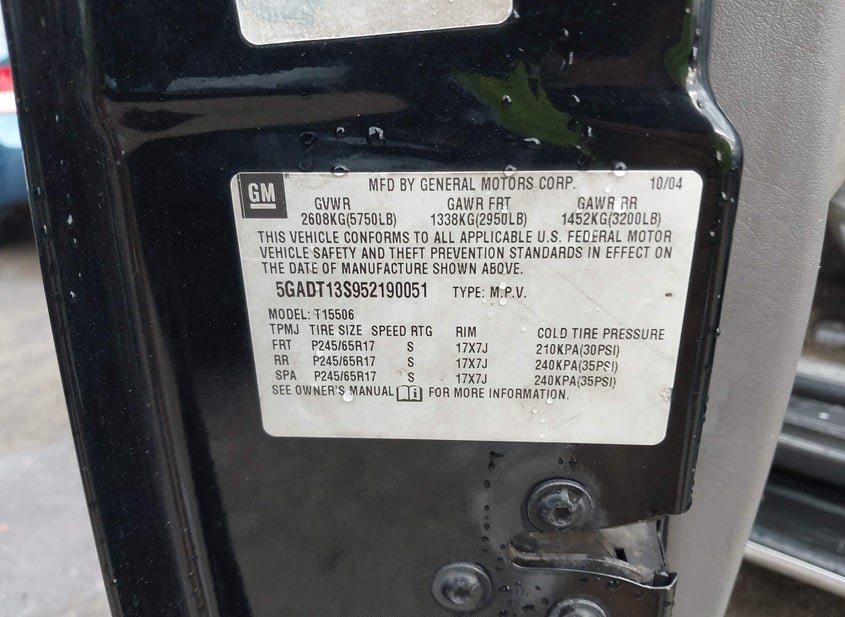 GM MFD BY GENERAL MOTORS CORP. 10/04
GVWR GAWR FRT GAWR RR
2608KG(5750LB) 1338KG(2950LB) 1452KG(3200LB)
THIS VEHICLE CONFORMS TO ALL APPLICABLE U.S. FEDERAL MOTOR
VEHICLE SAFETY AND THEFT PREVENTION STANDARDS IN EFFECT ON
THE DATE OF MANUFACTURE SHOWN ABOVE.
5GADT13S952190051 TYPE: M.P.V.
MODEL: T15506
TPMJ TIRE SIZE SPEED RTG RIM COLD TIRE PRESSURE
FRT P245/65R17 S 17X7J 210KPA(30PSI)
RR P245/65R17 S 17X7J 240KPA(35PSI)
SPA P245/65R17 S 17X7J 240KPA(35PSI)
SEE OWNER'S MANUAL FOR MORE INFORMATION.